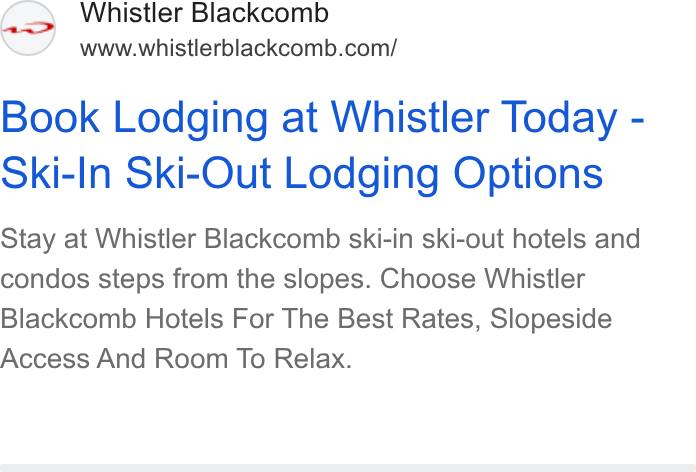 Whistler Blackcomb
www.whistlerblackcomb.com/
Book Lodging at Whistler Today -
Ski-In Ski-Out Lodging Options
Stay at Whistler Blackcomb ski-in ski-out hotels and
condos steps from the slopes. Choose Whistler
Blackcomb Hotels For The Best Rates, Slopeside
Access And Room To Relax.